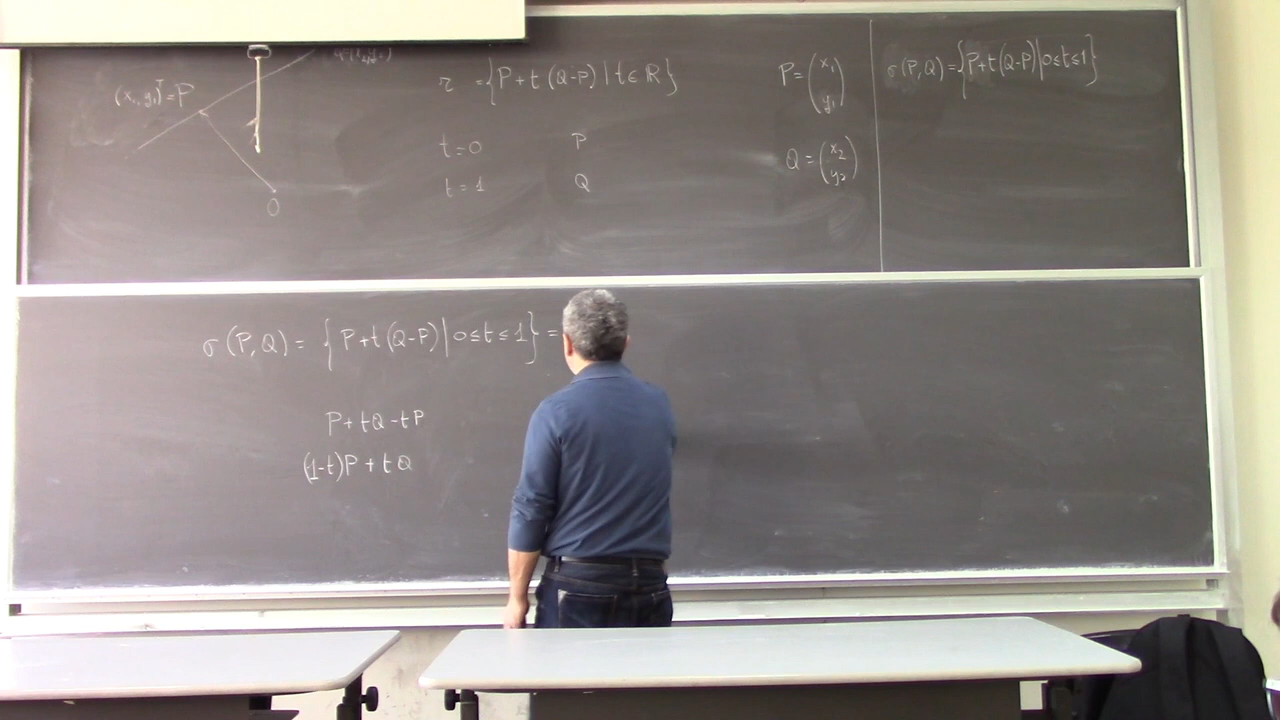 (x₁, y₁)ᵀ = P
O
r = {P+t(Q-P) | t ∈ ℝ}
t=0 P
t=1 Q
P = (x₁ y₁)
Q = (x₂ y₂)
σ(P,Q) = {P+t(Q-P) | 0≤t≤1}
σ(P,Q) = {P+t(Q-P) | 0≤t≤1} =
P+tQ-tP
(1-t)P+tQ